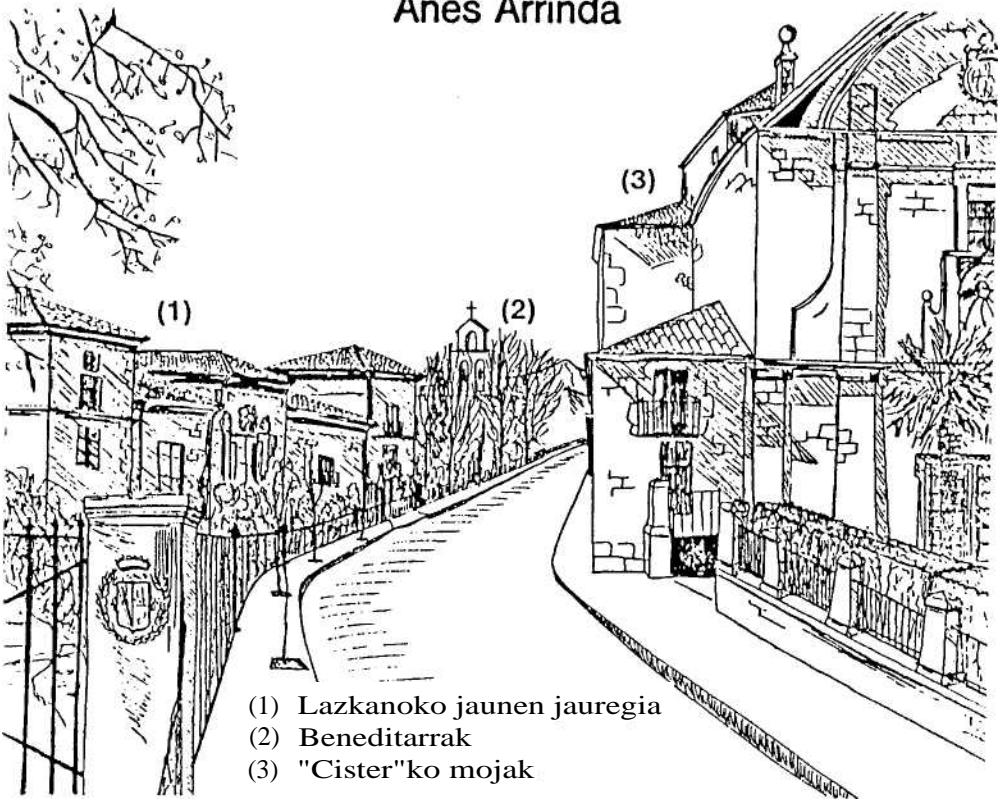 Anes Arrinda
(3)
(1)
(2)
(1) Lazkanoko jaunen jauregia
(2) Beneditarrak
(3) "Cister"ko mojak